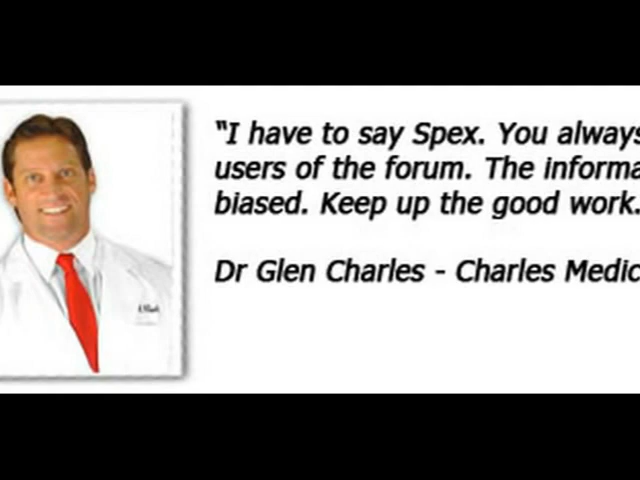 "I have to say Spex. You always
users of the forum. The informa
biased. Keep up the good work.
Dr Glen Charles - Charles Medic